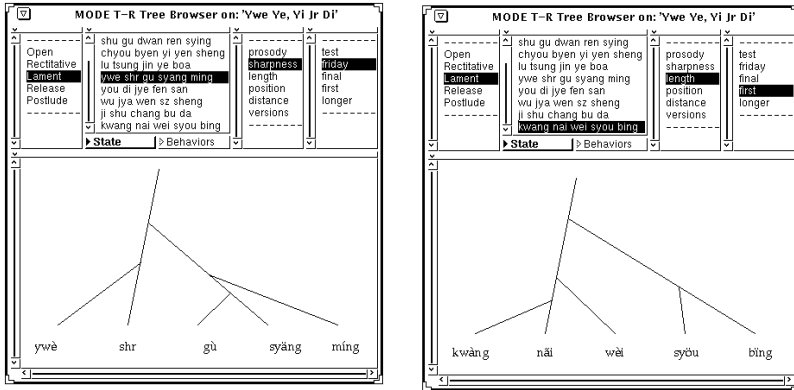 MODE T-R Tree Browser on: 'Ywe Ye, Yi Jr Di'
Open
Rectitative
Lament
Release
Postlude
shu gu dwan ren sying
chyou byen yi yen sheng
lu tsung jin ye boa
ywe shr gu syang ming
you di jye fen san
wu jya wen sz sheng
ji shu chang bu da
kwang nai wei syou bing
State
Behaviors
prosody
sharpness
length
position
distance
versions
test
friday
final
first
longer
ywè shr gù syäng míng
MODE T-R Tree Browser on: 'Ywe Ye, Yi Jr Di'
Open
Rectitative
Lament
Release
Postlude
shu gu dwan ren sying
chyou byen yi yen sheng
lu tsung jin ye boa
ywe shr gu syang ming
you di jye fen san
wu jya wen sz sheng
ji shu chang bu da
kwang nai wei syou bing
State
Behaviors
prosody
sharpness
length
position
distance
versions
test
friday
final
first
longer
kwàng năi wèi syŏu bīng